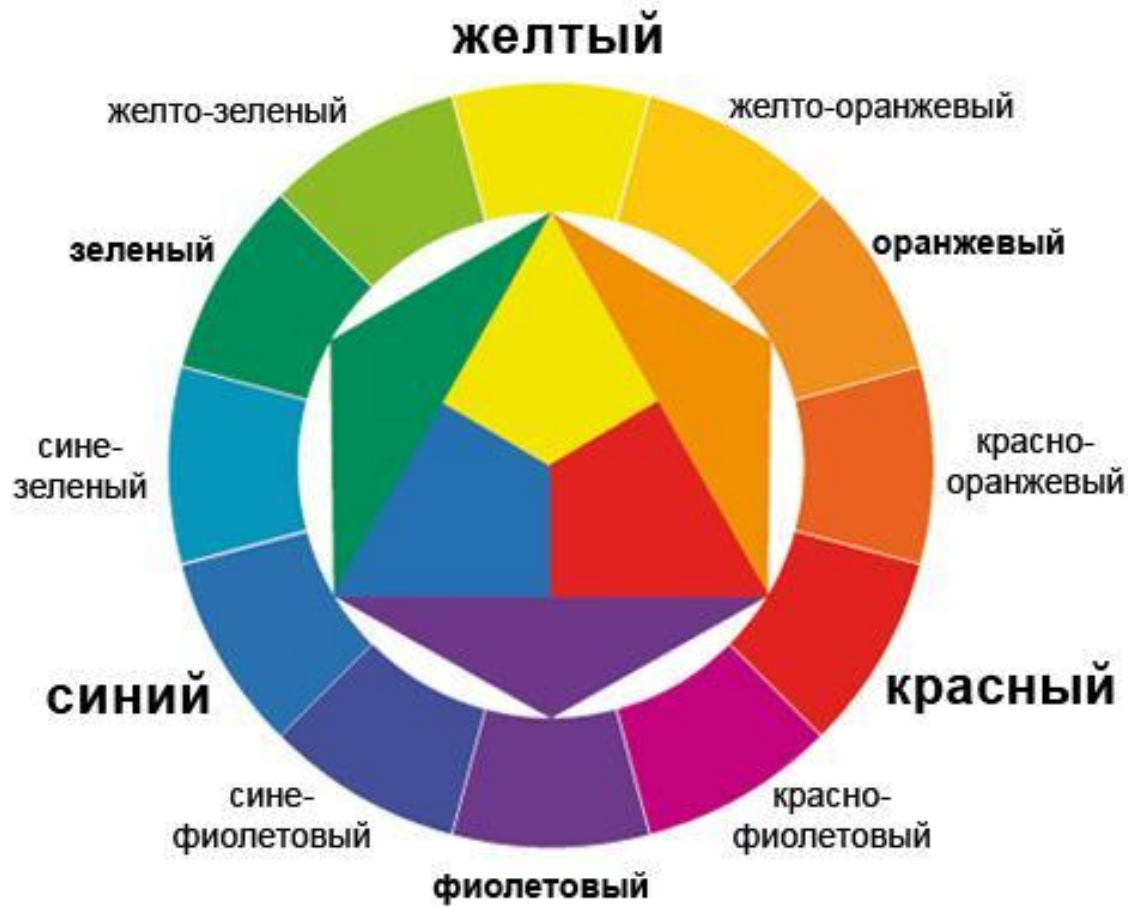 желтый
желто-зеленый
желто-оранжевый
зеленый
оранжевый
сине-
зеленый
красно-
оранжевый
синий
красный
сине-
фиолетовый
красно-
фиолетовый
фиолетовый